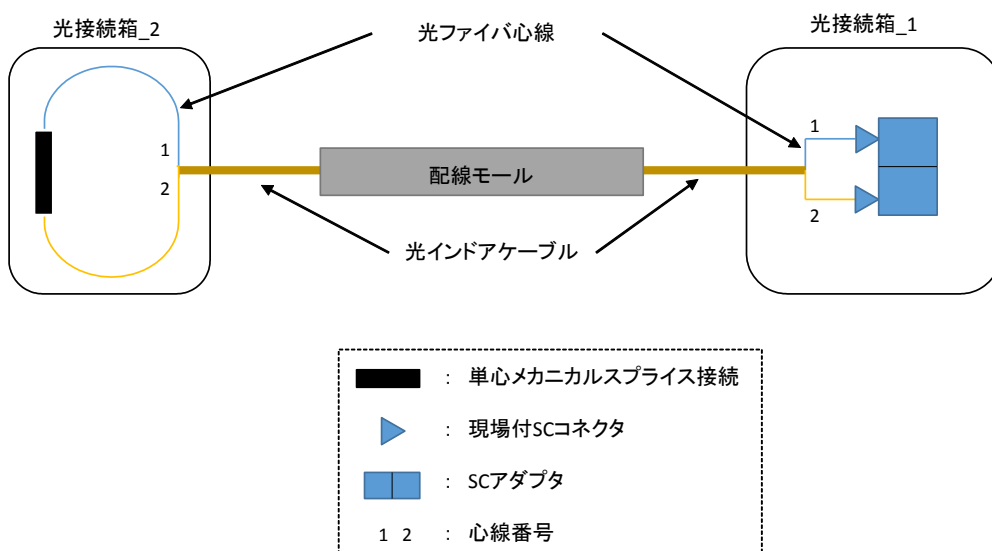 光接続箱_2
光ファイバ心線
光接続箱_1
1
2
配線モール
1
2
光インドアケーブル
： 単心メカニカルスプライス接続
： 現場付SCコネクタ
： SCアダプタ
1 2 ： 心線番号